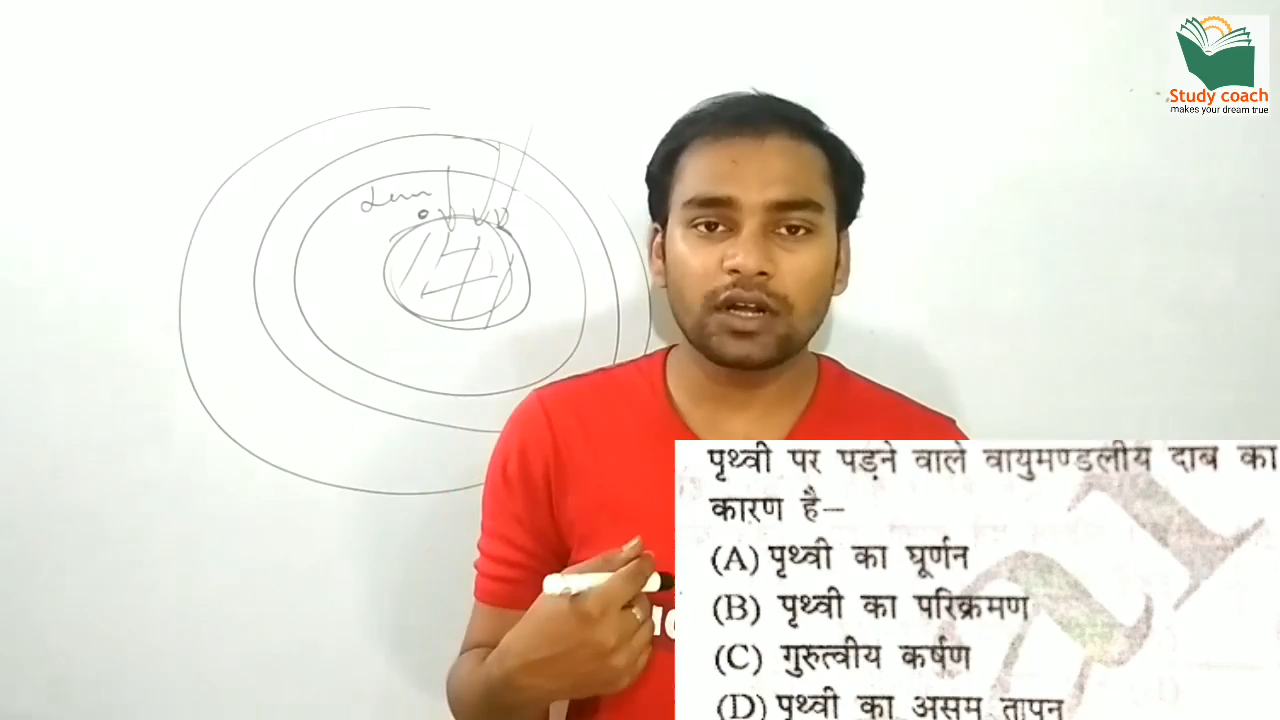 Study coach
makes your dream true
पृथ्वी पर पड़ने वाले वायुमण्डलीय दाब का
कारण है–
(A) पृथ्वी का घूर्णन
(B) पृथ्वी का परिक्रमण
(C) गुरुत्वीय कर्षण
(D) पृथ्वी का असम तापन